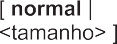 [ normal |
<tamanho> ]